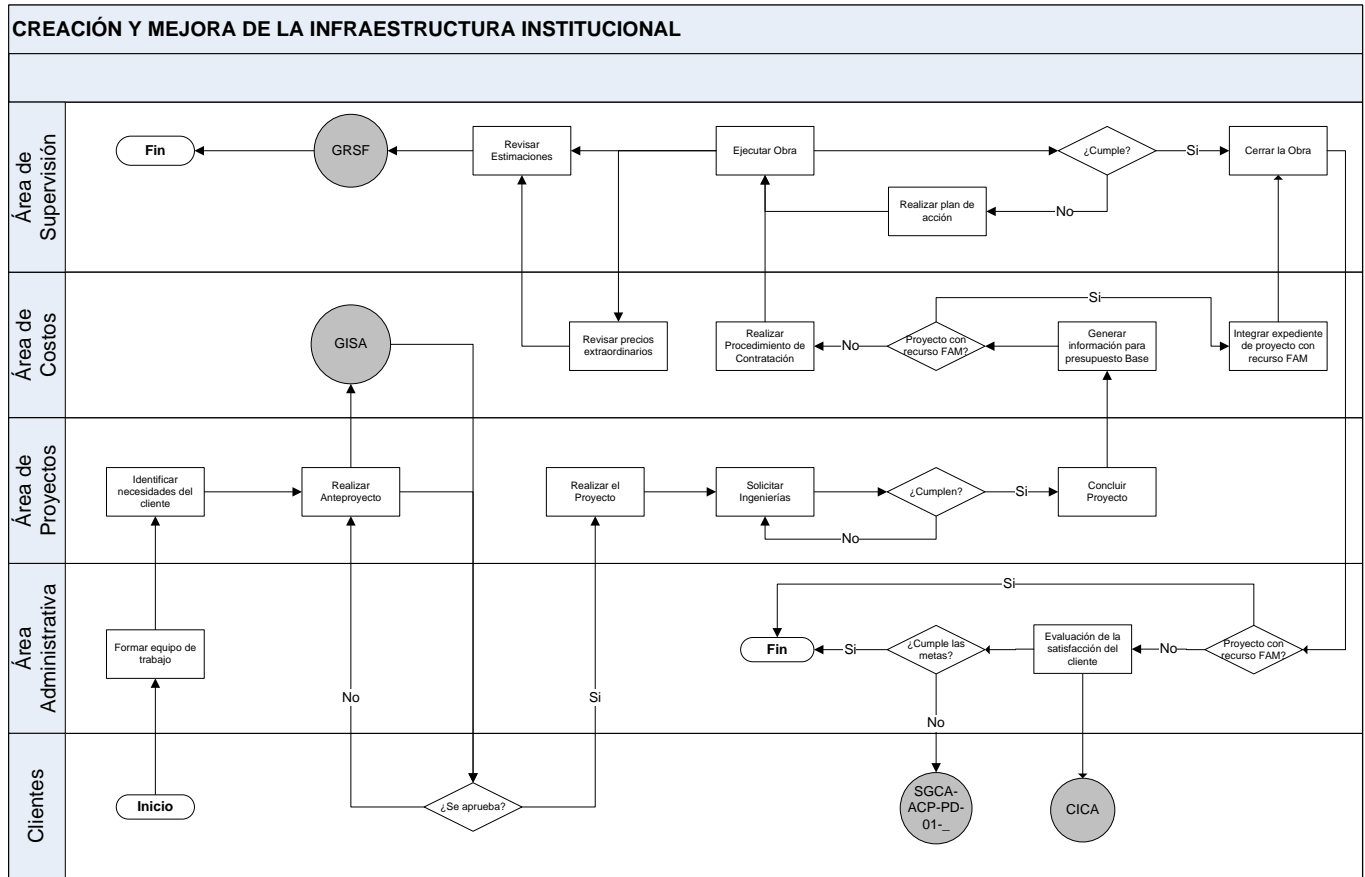 CREACIÓN Y MEJORA DE LA INFRAESTRUCTURA INSTITUCIONAL
Área de
Supervisión
Fin
GRSF
Revisar
Estimaciones
Ejecutar Obra
¿Cumple?
Si
Cerrar la Obra
Realizar plan de
acción
No
Área de
Costos
GISA
Revisar precios
extraordinarios
Realizar
Procedimiento de
Contratación
No
Proyecto con
recurso FAM?
Si
Generar
información para
presupuesto Base
Integrar expediente
de proyecto con
recurso FAM
Área de
Proyectos
Identificar
necesidades del
cliente
Realizar
Anteproyecto
Realizar el
Proyecto
Solicitar
Ingenierías
¿Cumplen?
Si
No
Concluir
Proyecto
Área
Administrativa
Formar equipo de
trabajo
No
Si
Fin
Si
¿Cumple las
metas?
No
Evaluación de la
satisfacción del
cliente
No
Proyecto con
recurso FAM?
Si
Clientes
Inicio
¿Se aprueba?
SGCA-
ACP-PD-
01-_
CICA